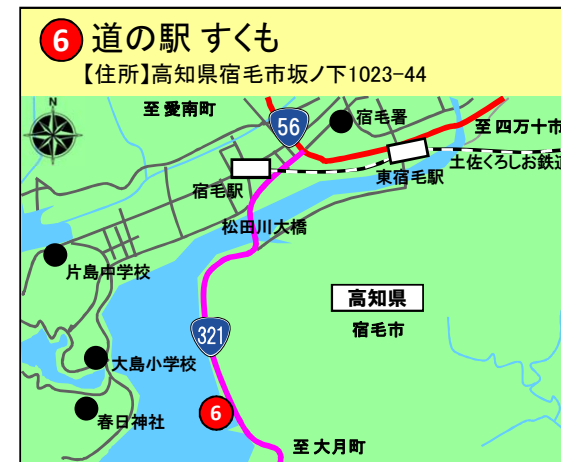 6 道の駅 すくも
【住所】高知県宿毛市坂ノ下1023-44
N
至 愛南町
56
宿毛署
至 四万十市
土佐くろしお鉄道
宿毛駅
東宿毛駅
松田川大橋
片島中学校
高知県
宿毛市
321
大島小学校
6
春日神社
至 大月町